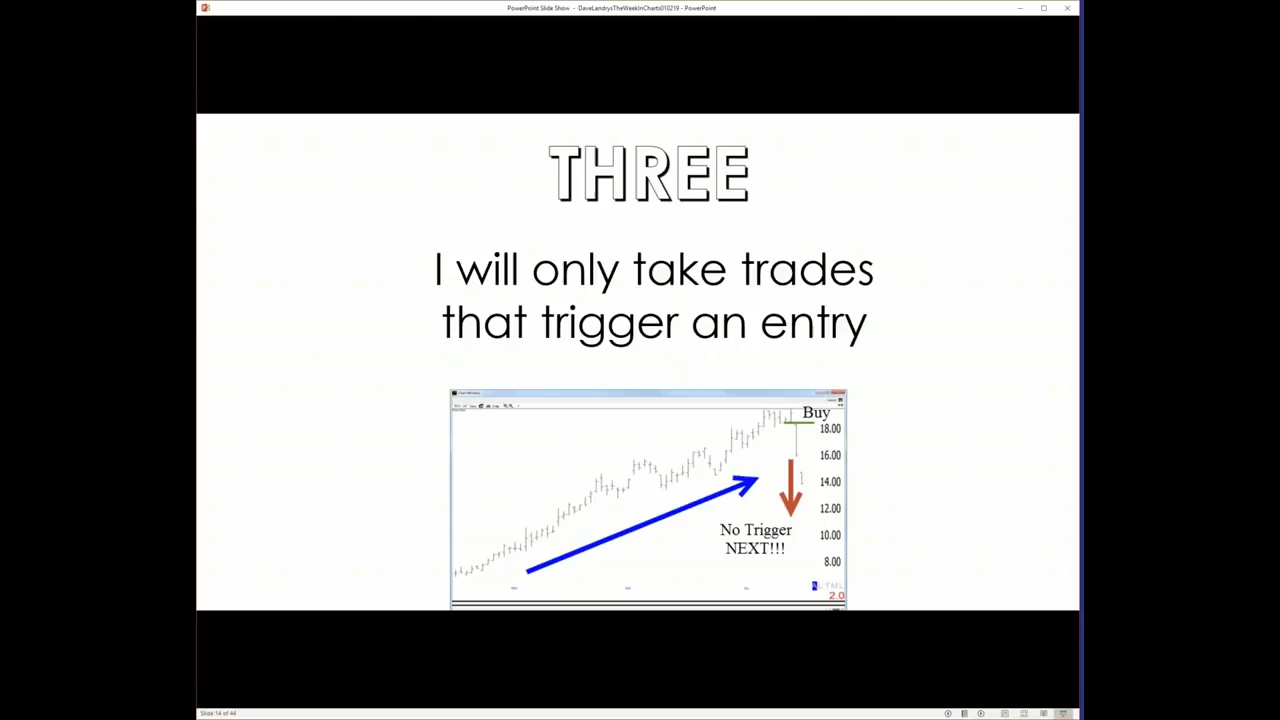 PowerPoint Slide Show - DaveLandrysTheWeekInCharts010219 - PowerPoint
THREE
I will only take trades
that trigger an entry
Buy
18.00
16.00
14.00
12.00
No Trigger
10.00
NEXT!!!
8.00
2.0
Slide 14 of 44